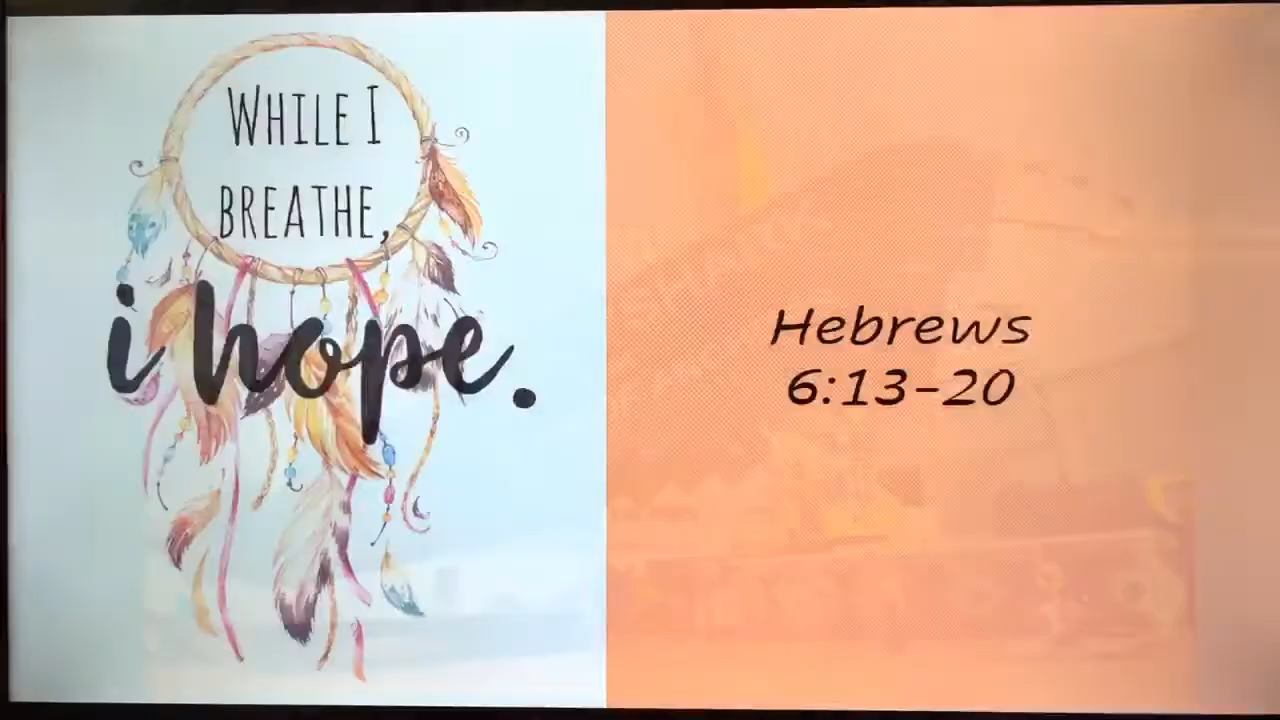 WHILE I
BREATHE,
i hope.
Hebrews
6:13-20